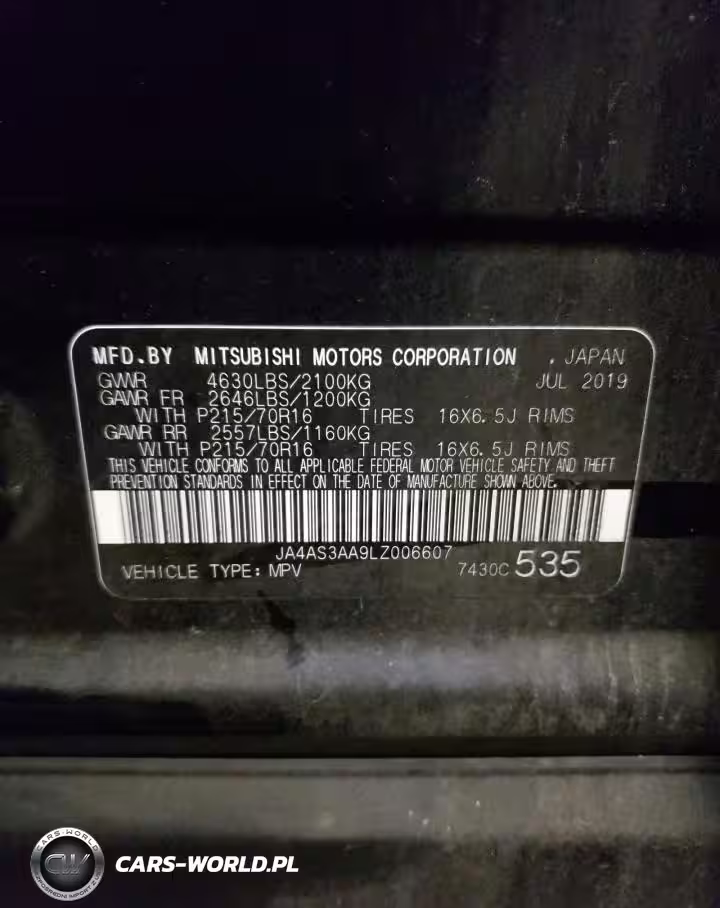 MFD.BY MITSUBISHI MOTORS CORPORATION , JAPAN
GVWR 4630LBS/2100KG JUL 2019
GAWR FR 2646LBS/1200KG
WITH P215/70R16 TIRES 16X6.5J RIMS
GAWR RR 2557LBS/1160KG
WITH P215/70R16 TIRES 16X6.5J RIMS
THIS VEHICLE CONFORMS TO ALL APPLICABLE FEDERAL MOTOR VEHICLE SAFETY AND THEFT
PREVENTION STANDARDS IN EFFECT ON THE DATE OF MANUFACTURE SHOWN ABOVE.
JA4AS3AA9LZ006607
VEHICLE TYPE: MPV 7430C 535
CARS-WORLD
CW
CARS-WORLD.PL